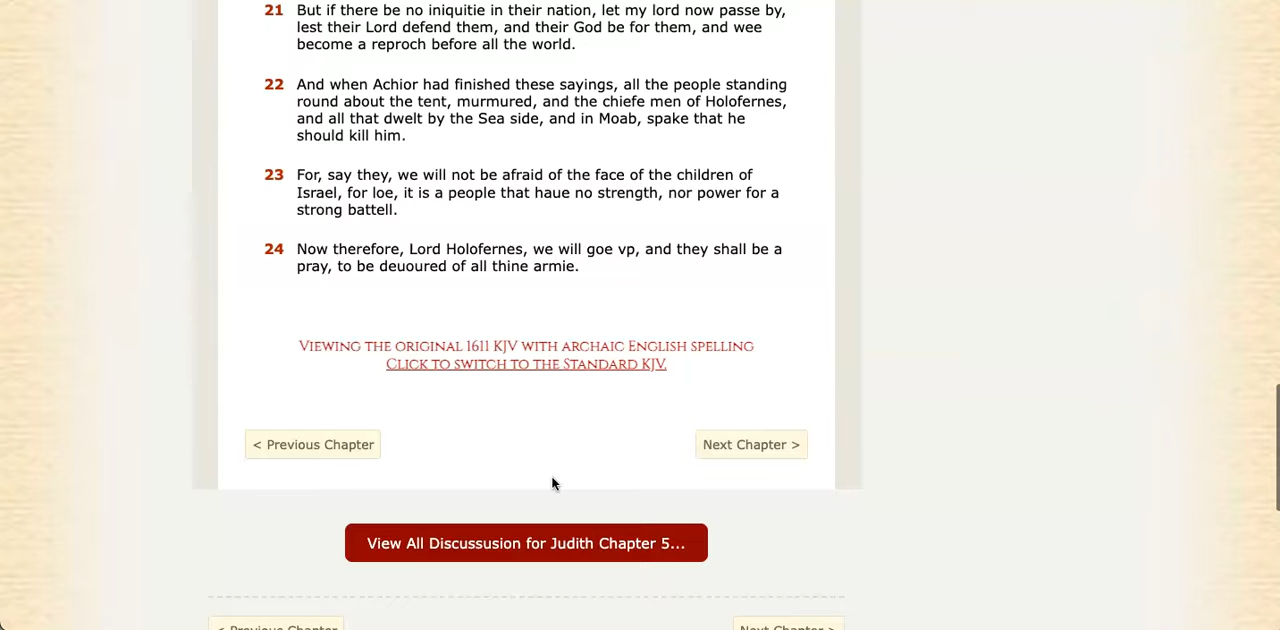 21 But if there be no iniquitie in their nation, let my lord now passe by,
lest their Lord defend them, and their God be for them, and wee
become a reproch before all the world.
22 And when Achior had finished these sayings, all the people standing
round about the tent, murmured, and the chiefe men of Holofernes,
and all that dwelt by the Sea side, and in Moab, spake that he
should kill him.
23 For, say they, we will not be afraid of the face of the children of
Israel, for loe, it is a people that haue no strength, nor power for a
strong battell.
24 Now therefore, Lord Holofernes, we will goe vp, and they shall be a
pray, to be deuoured of all thine armie.
Viewing the original 1611 KJV with archaic English spelling
Click to switch to the Standard KJV.
< Previous Chapter
Next Chapter >
View All Discussusion for Judith Chapter 5...
< Previous Chapter
Next Chapter >